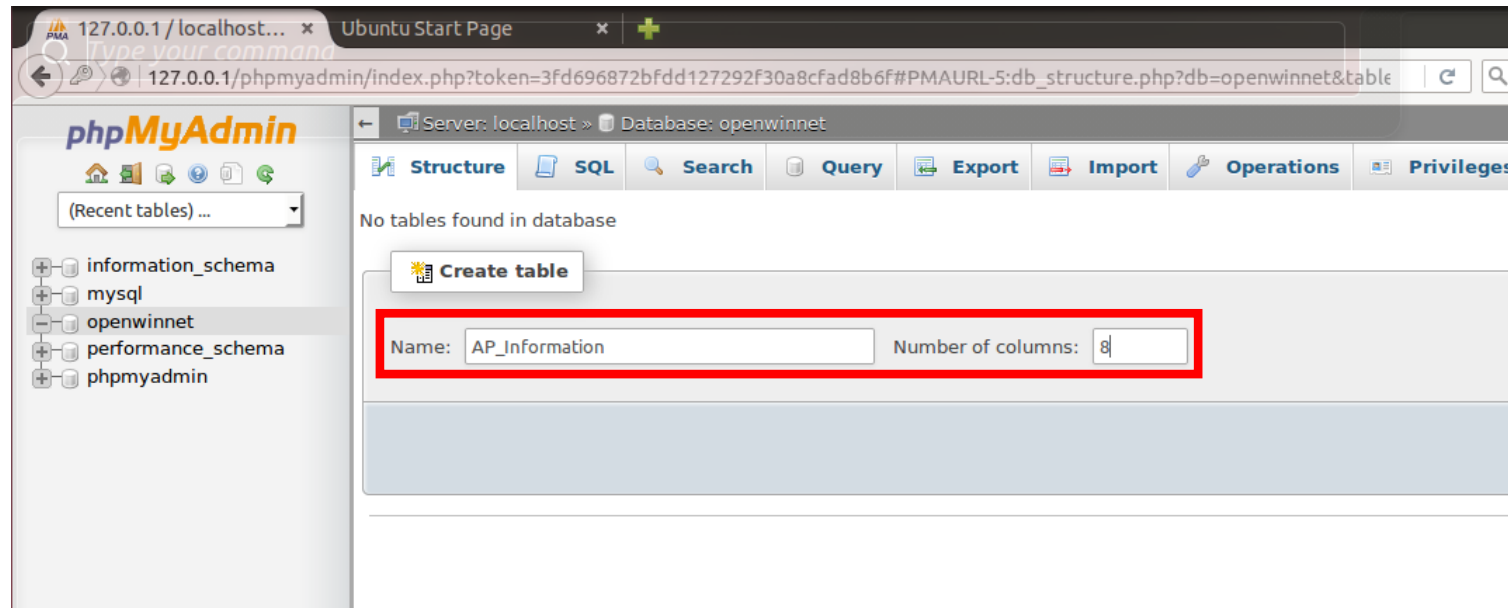 127.0.0.1 / localhost... × Ubuntu Start Page ×
Type your command
127.0.0.1/phpmyadmin/index.php?token=3fd696872bfdd127292f30a8cfad8b6f#PMAURL-5:db_structure.php?db=openwinnet&table
phpMyAdmin
Server: localhost » Database: openwinnet
Structure SQL Search Query Export Import Operations Privileges
(Recent tables) ...
No tables found in database
information_schema
mysql
openwinnet
performance_schema
phpmyadmin
Create table
Name: AP_Information Number of columns: 8